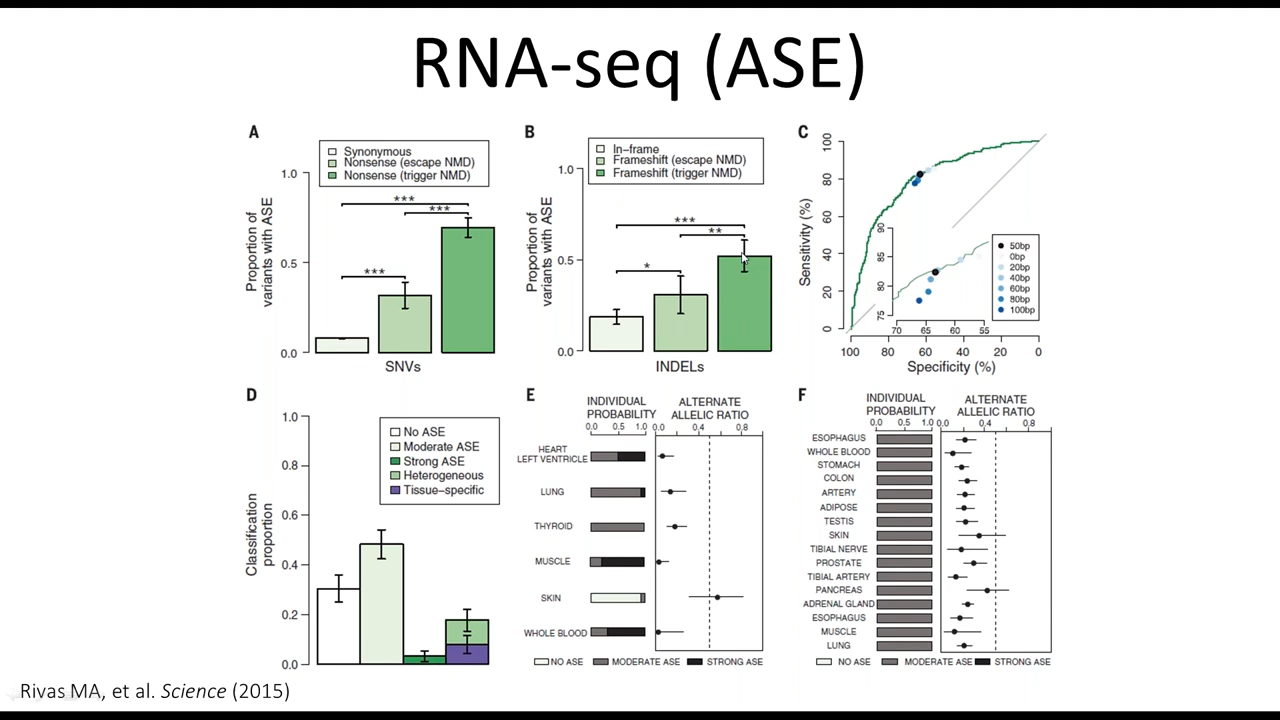 RNA-seq (ASE)
A
Synonymous
Nonsense (escape NMD)
Nonsense (trigger NMD)
Proportion of
variants with ASE
1.0
0.5
0.0
***
***
***
SNVs
B
In-frame
Frameshift (escape NMD)
Frameshift (trigger NMD)
Proportion of
variants with ASE
1.0
0.5
0.0
***
**
*
INDELs
C
Sensitivity (%)
100
80
60
40
20
0
90
85
80
75
70 65 60 55
50bp
0bp
20bp
40bp
60bp
80bp
100bp
100 80 60 40 20 0
Specificity (%)
D
No ASE
Moderate ASE
Strong ASE
Heterogeneous
Tissue-specific
Classification
proportion
1.0
0.8
0.6
0.4
0.2
0.0
E
INDIVIDUAL
PROBABILITY
0.0 0.5 1.0
ALTERNATE
ALLELIC RATIO
0.0 0.4 0.8
HEART
LEFT VENTRICLE
LUNG
THYROID
MUSCLE
SKIN
WHOLE BLOOD
NO ASE MODERATE ASE STRONG ASE
F
INDIVIDUAL
PROBABILITY
0.0 0.5 1.0
ALTERNATE
ALLELIC RATIO
0.0 0.4 0.8
ESOPHAGUS
WHOLE BLOOD
STOMACH
COLON
ARTERY
ADIPOSE
TESTIS
SKIN
TIBIAL NERVE
PROSTATE
TIBIAL ARTERY
PANCREAS
ADRENAL GLAND
ESOPHAGUS
MUSCLE
LUNG
NO ASE MODERATE ASE STRONG ASE
Rivas MA, et al. Science (2015)